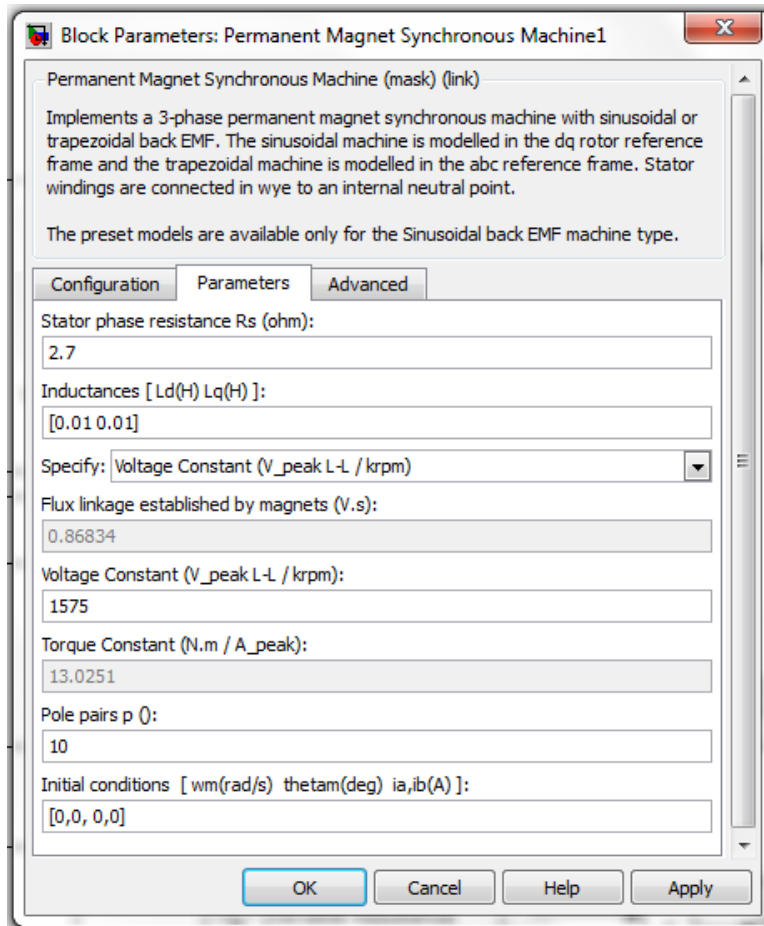 Block Parameters: Permanent Magnet Synchronous Machine1
Permanent Magnet Synchronous Machine (mask) (link)
Implements a 3-phase permanent magnet synchronous machine with sinusoidal or
trapezoidal back EMF. The sinusoidal machine is modelled in the dq rotor reference
frame and the trapezoidal machine is modelled in the abc reference frame. Stator
windings are connected in wye to an internal neutral point.
The preset models are available only for the Sinusoidal back EMF machine type.
Configuration Parameters Advanced
Stator phase resistance Rs (ohm):
2.7
Inductances [ Ld(H) Lq(H) ]:
[0.01 0.01]
Specify: Voltage Constant (V_peak L-L / krpm)
Flux linkage established by magnets (V.s):
0.86834
Voltage Constant (V_peak L-L / krpm):
1575
Torque Constant (N.m / A_peak):
13.0251
Pole pairs p ():
10
Initial conditions [ wm(rad/s) thetam(deg) ia,ib(A) ]:
[0,0, 0,0]
OK Cancel Help Apply